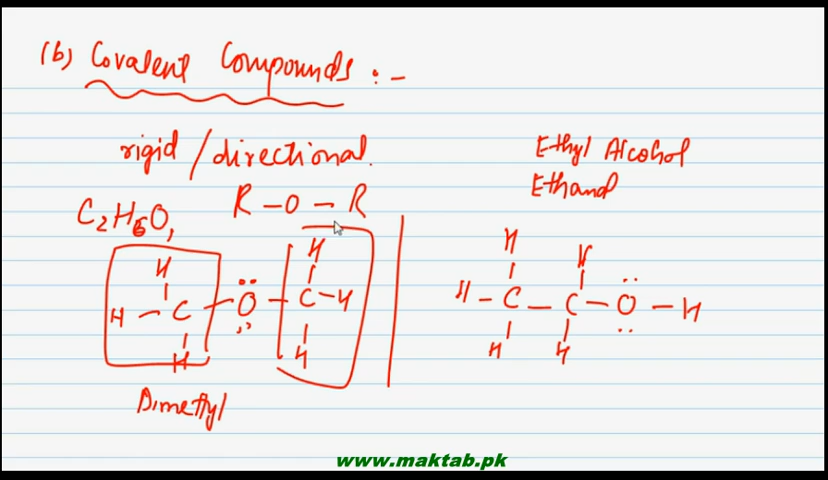 (b) Covalent Compounds :-
rigid / directional.
C2H6O,
R - O - R
H
H - C - O - C - H
H
H
H
Dimethyl
Ethyl Alcohol
Ethanol
H
H
H - C - C - O - H
H
H
www.maktab.pk